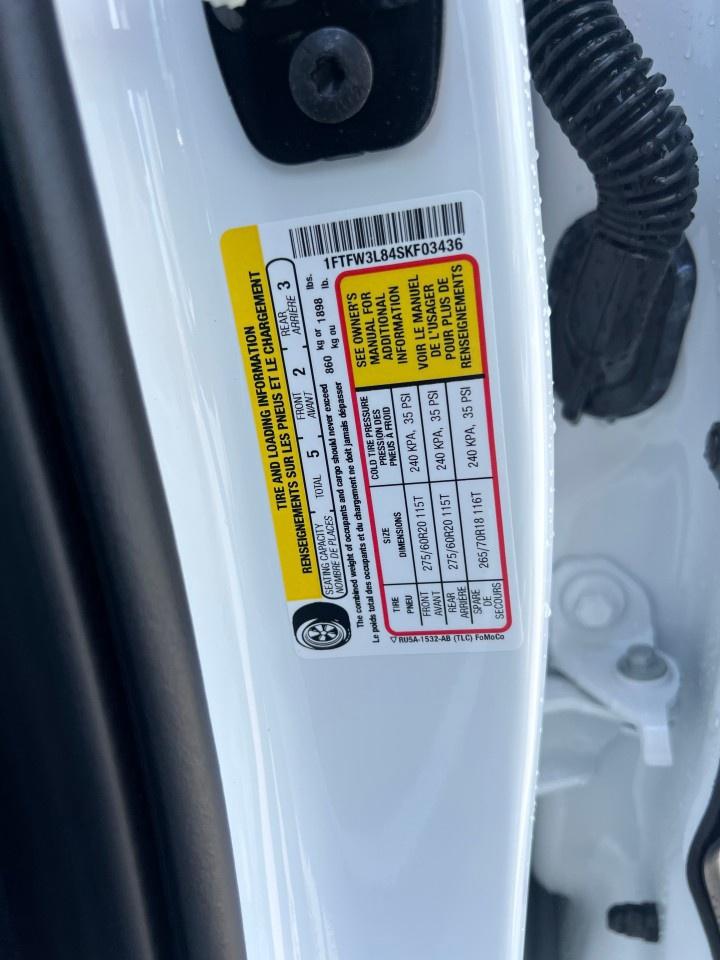 TIRE AND LOADING INFORMATION
RENSEIGNEMENTS SUR LES PNEUS ET LE CHARGEMENT
SEATING CAPACITY
NOMBRE DE PLACES
TOTAL 5
FRONT
AVANT 2
REAR
ARRIÈRE 3
The combined weight of occupants and cargo should never exceed 860 kg or 1898 lbs.
Le poids total des occupants et du chargement ne doit jamais dépasser kg ou lb.
TIRE SIZE COLD TIRE PRESSURE
PNEU DIMENSIONS PRESSION DES PNEUS À FROID
FRONT
AVANT 275/60R20 115T 240 KPA, 35 PSI
REAR
ARRIÈRE 275/60R20 115T 240 KPA, 35 PSI
SPARE
DE
SECOURS 265/70R18 116T 240 KPA, 35 PSI
SEE OWNER'S
MANUAL FOR
ADDITIONAL
INFORMATION
VOIR LE MANUEL
DE L'USAGER
POUR PLUS DE
RENSEIGNEMENTS
1FTFW3L84SKF03436
RU5A-1532-AB (TLC) FoMoCo